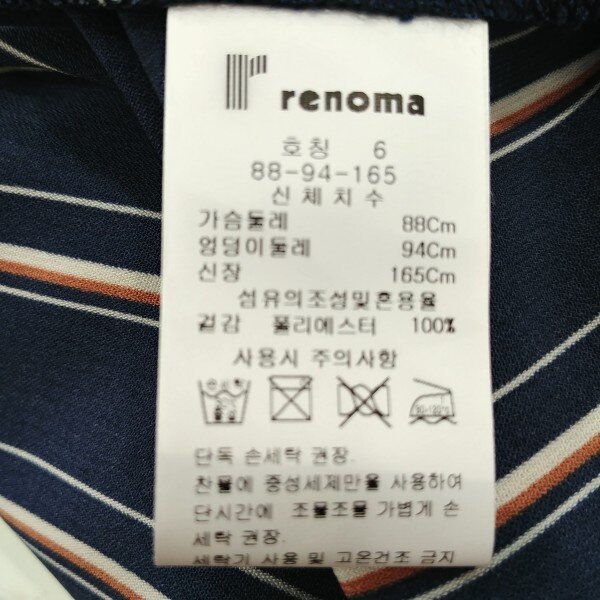 renoma
호칭 6
88-94-165
신체치수
가슴둘레 88Cm
엉덩이둘레 94Cm
신장 165Cm
섬유의조성및혼용율
겉감 폴리에스터 100%
사용시 주의사항
단독 손세탁 권장.
찬물에 중성세제만을 사용하여
단시간에 조물조물 가볍게 손
세탁 권장.
세탁기 사용 및 고온건조 금지